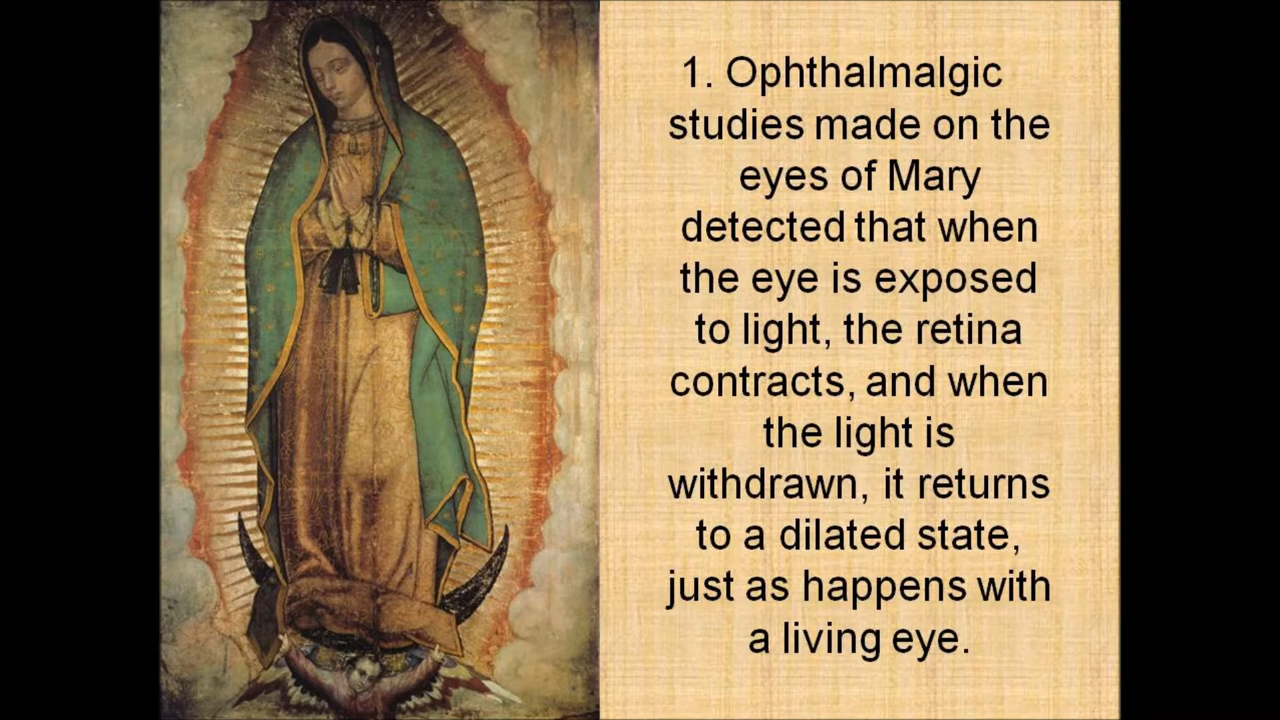 1. Ophthalmalgic
studies made on the
eyes of Mary
detected that when
the eye is exposed
to light, the retina
contracts, and when
the light is
withdrawn, it returns
to a dilated state,
just as happens with
a living eye.